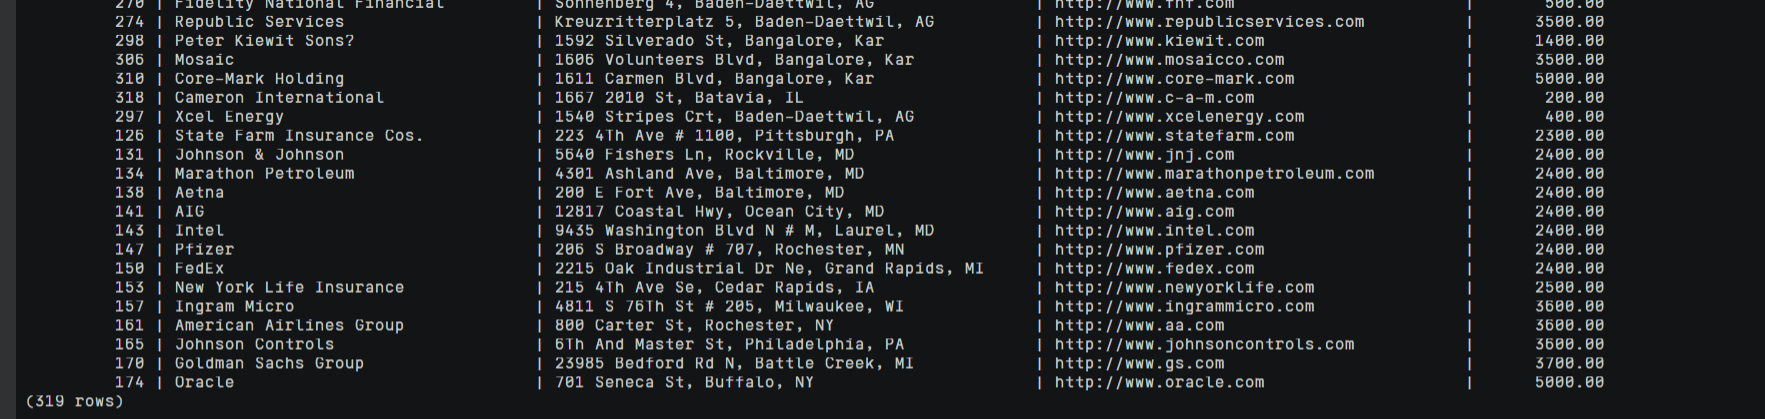 270 | Fidelity National Financial | Sonnenberg 4, Baden-Daettwil, AG | http://www.fnf.com | 500.00
274 | Republic Services | Kreuzritterplatz 5, Baden-Daettwil, AG | http://www.republicservices.com | 3500.00
298 | Peter Kiewit Sons? | 1592 Silverado St, Bangalore, Kar | http://www.kiewit.com | 1400.00
306 | Mosaic | 1606 Volunteers Blvd, Bangalore, Kar | http://www.mosaicco.com | 3500.00
310 | Core-Mark Holding | 1611 Carmen Blvd, Bangalore, Kar | http://www.core-mark.com | 5000.00
318 | Cameron International | 1667 2010 St, Batavia, IL | http://www.c-a-m.com | 200.00
297 | Xcel Energy | 1540 Stripes Crt, Baden-Daettwil, AG | http://www.xcelenergy.com | 400.00
126 | State Farm Insurance Cos. | 223 4Th Ave # 1100, Pittsburgh, PA | http://www.statefarm.com | 2300.00
131 | Johnson & Johnson | 5640 Fishers Ln, Rockville, MD | http://www.jnj.com | 2400.00
134 | Marathon Petroleum | 4301 Ashland Ave, Baltimore, MD | http://www.marathonpetroleum.com | 2400.00
138 | Aetna | 200 E Fort Ave, Baltimore, MD | http://www.aetna.com | 2400.00
141 | AIG | 12817 Coastal Hwy, Ocean City, MD | http://www.aig.com | 2400.00
143 | Intel | 9435 Washington Blvd N # M, Laurel, MD | http://www.intel.com | 2400.00
147 | Pfizer | 206 S Broadway # 707, Rochester, MN | http://www.pfizer.com | 2400.00
150 | FedEx | 2215 Oak Industrial Dr Ne, Grand Rapids, MI | http://www.fedex.com | 2400.00
153 | New York Life Insurance | 215 4Th Ave Se, Cedar Rapids, IA | http://www.newyorklife.com | 2500.00
157 | Ingram Micro | 4811 S 76Th St # 205, Milwaukee, WI | http://www.ingrammicro.com | 3600.00
161 | American Airlines Group | 800 Carter St, Rochester, NY | http://www.aa.com | 3600.00
165 | Johnson Controls | 6Th And Master St, Philadelphia, PA | http://www.johnsoncontrols.com | 3600.00
170 | Goldman Sachs Group | 23985 Bedford Rd N, Battle Creek, MI | http://www.gs.com | 3700.00
174 | Oracle | 701 Seneca St, Buffalo, NY | http://www.oracle.com | 5000.00
(319 rows)